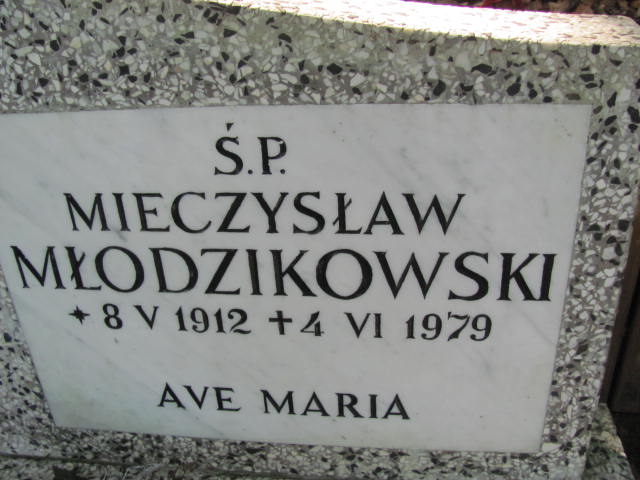 Ś.P.
MIECZYSŁAW
MŁODZIKOWSKI
* 8 V 1912 + 4 VI 1979
AVE MARIA